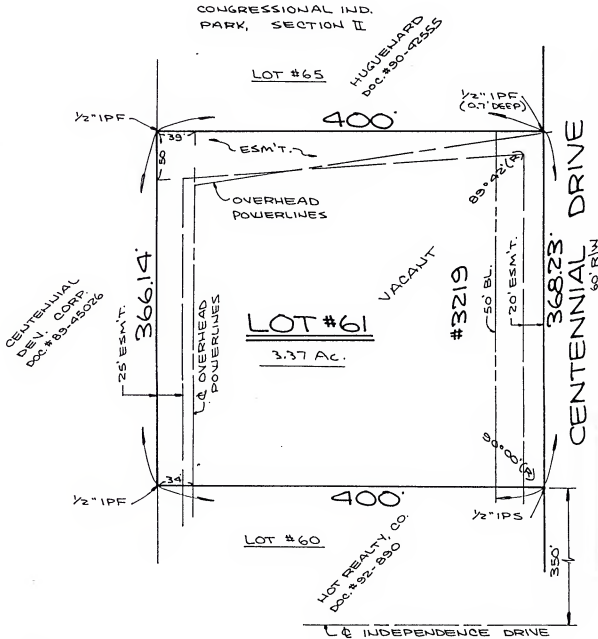 CONGRESSIONAL IND.
PARK, SECTION II
LOT #65
HUGUENARD
DOC.#90-42555
1/2" IPF
1/2" IPF
(0.7' DEEP)
400'
39'
50
ESM'T.
OVERHEAD
POWERLINES
89°42'(R)
CENTENNIAL
DEV. CORP.
DOC.#89-45026
366.14'
25' ESM'T.
℄ OVERHEAD
POWERLINES
VACANT
LOT #61
3.37 AC.
#3219
50' BL.
20' ESM'T.
368.23'
CENTENNIAL DRIVE
60' R/W
90°00'(R)
34'
1/2" IPF
400'
1/2" IPS
LOT #60
HOT REALTY, CO.
DOC.#92-890
350'
℄ INDEPENDENCE DRIVE